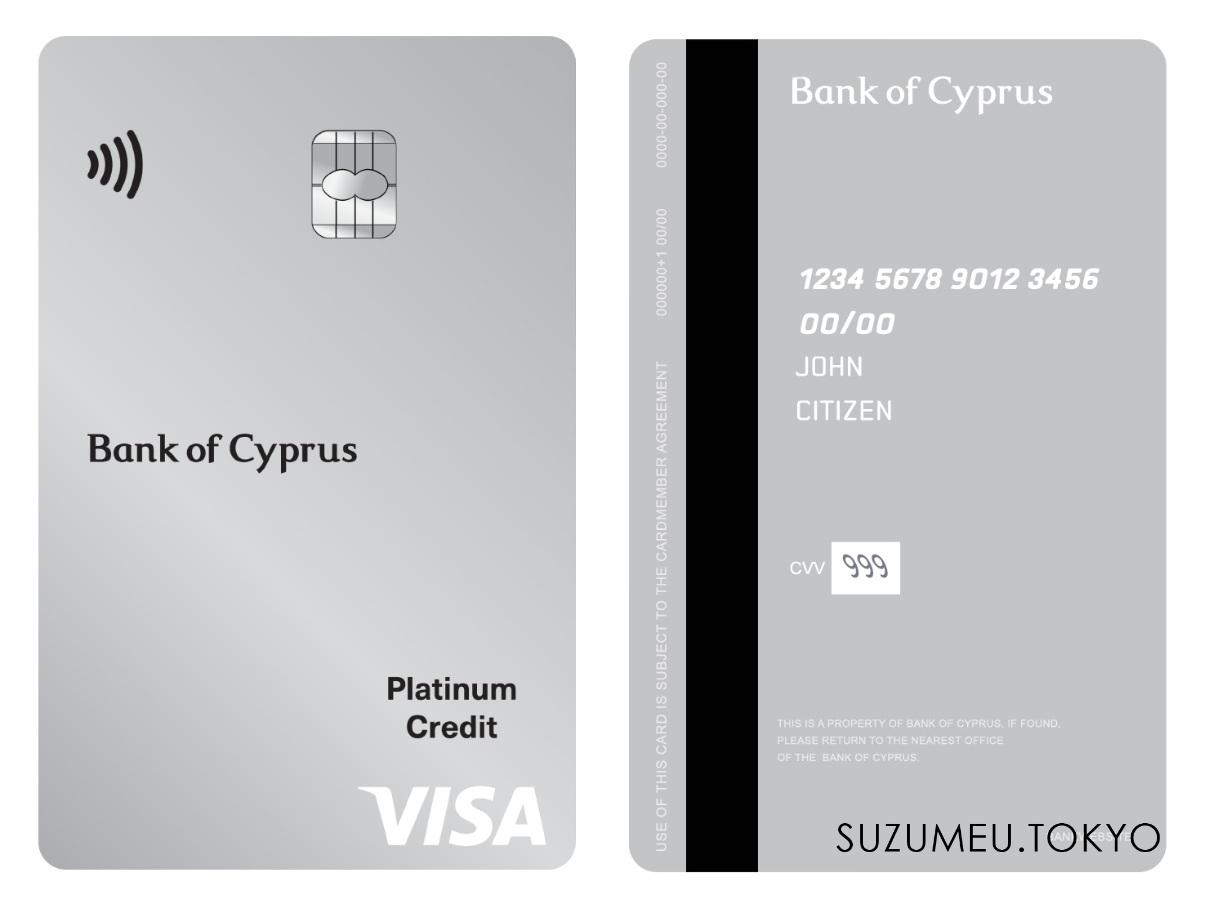 Bank of Cyprus
Platinum
Credit
VISA
Bank of Cyprus
0000-00-000-00
000000+1 00/00
USE OF THIS CARD IS SUBJECT TO THE CARDMEMBER AGREEMENT
1234 5678 9012 3456
00/00
JOHN
CITIZEN
CVV 999
THIS IS A PROPERTY OF BANK OF CYPRUS. IF FOUND,
PLEASE RETURN TO THE NEAREST OFFICE
OF THE BANK OF CYPRUS.
SUZUMEU.TOKYO